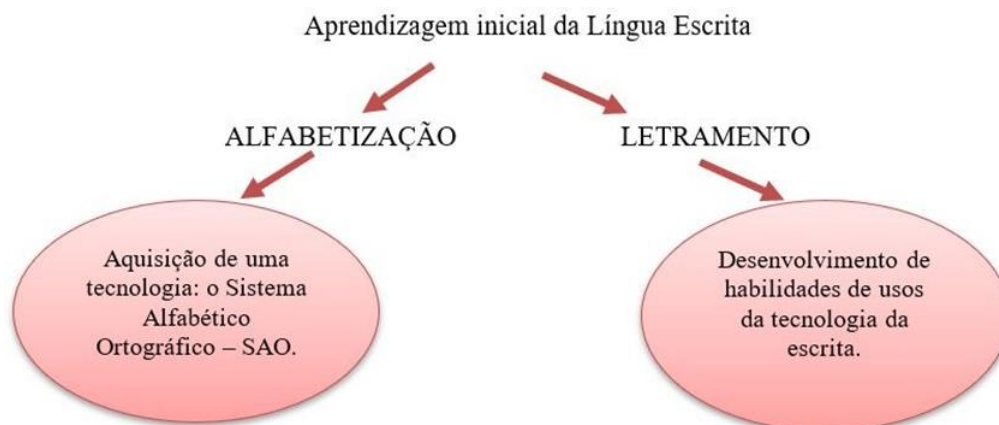 Aprendizagem inicial da Língua Escrita
ALFABETIZAÇÃO
LETRAMENTO
Aquisição de uma
tecnologia: o Sistema
Alfabético
Ortográfico – SAO.
Desenvolvimento de
habilidades de usos
da tecnologia da
escrita.